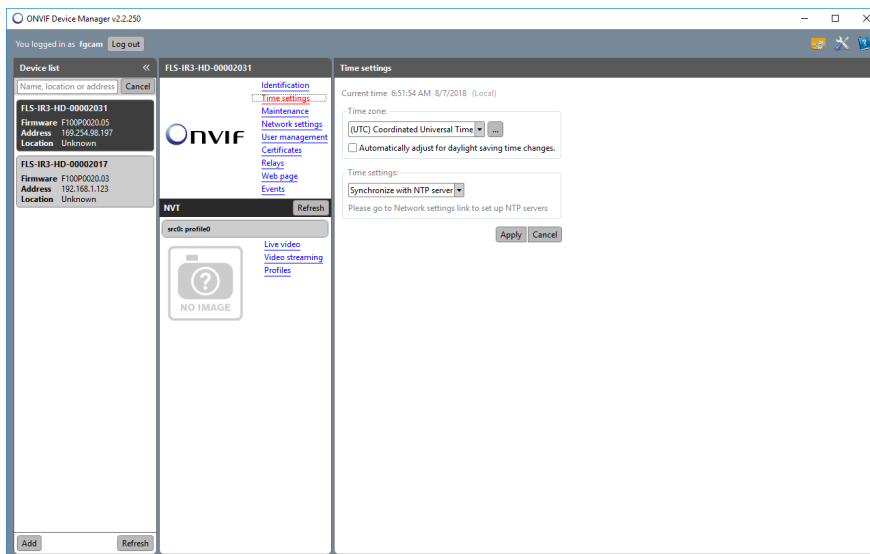 ONVIF Device Manager v2.2.250
You logged in as fgcam Log out
Device list «
Name, location or address Cancel
FLS-IR3-HD-00002031
Firmware F100P0020.05
Address 169.254.98.197
Location Unknown
FLS-IR3-HD-00002017
Firmware F100P0020.03
Address 192.168.1.123
Location Unknown
Add Refresh
FLS-IR3-HD-00002031
ONVIF
Identification
Time settings
Maintenance
Network settings
User management
Certificates
Relays
Web page
Events
NVT Refresh
src0: profile0
NO IMAGE
Live video
Video streaming
Profiles
Time settings
Current time 6:51:54 AM 8/7/2018 (Local)
Time zone:
(UTC) Coordinated Universal Time ...
Automatically adjust for daylight saving time changes.
Time settings:
Synchronize with NTP server
Please go to Network settings link to set up NTP servers
Apply Cancel